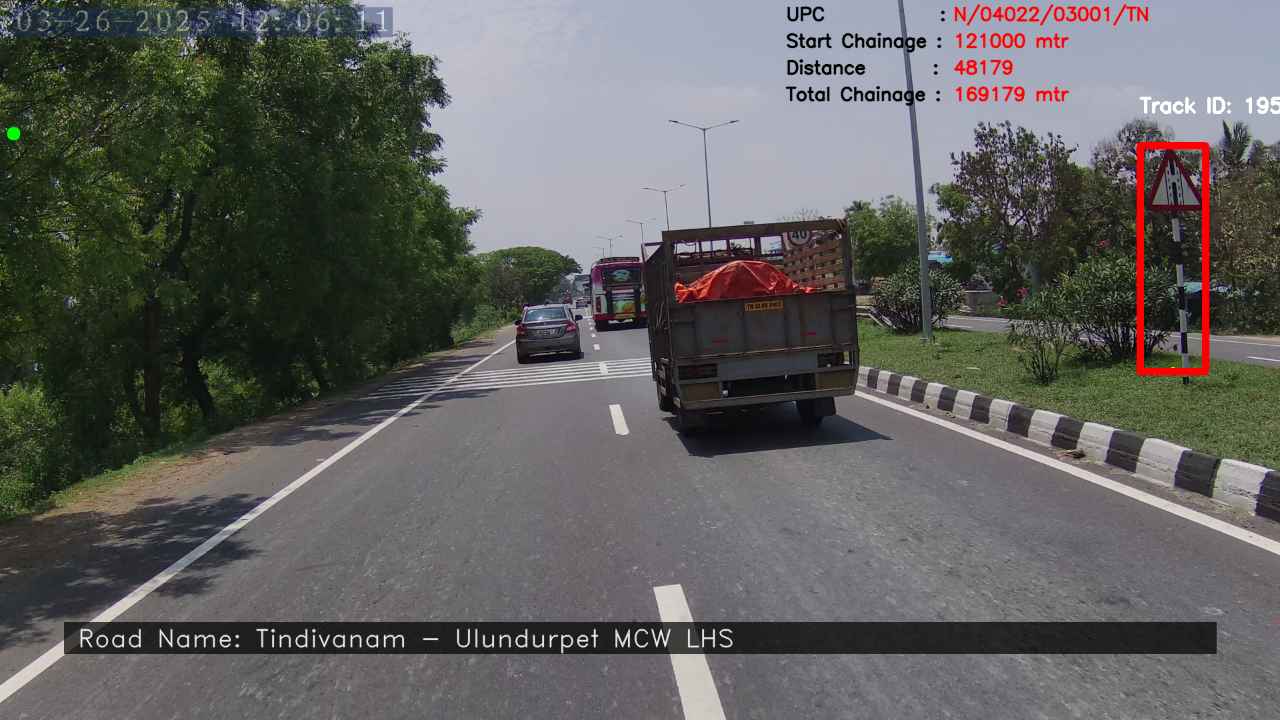 03-26-2025 12:06:11
UPC : N/04022/03001/TN
Start Chainage : 121000 mtr
Distance : 48179
Total Chainage : 169179 mtr
Track ID: 195
40
Road Name: Tindivanam - Ulundurpet MCW LHS